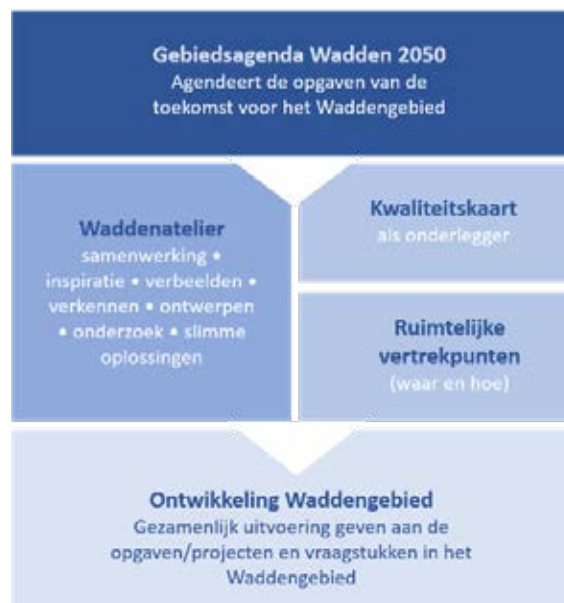 Gebiedsagenda Wadden 2050
Agendeert de opgaven van de
toekomst voor het Waddengebied
Waddenatelier
samenwerking •
inspiratie • verbeelden •
verkennen • ontwerpen
• onderzoek • slimme
oplossingen
Kwaliteitskaart
als onderlegger
Ruimtelijke
vertrekpunten
(waar en hoe)
Ontwikkeling Waddengebied
Gezamenlijk uitvoering geven aan de
opgaven/projecten en vraagstukken in het
Waddengebied